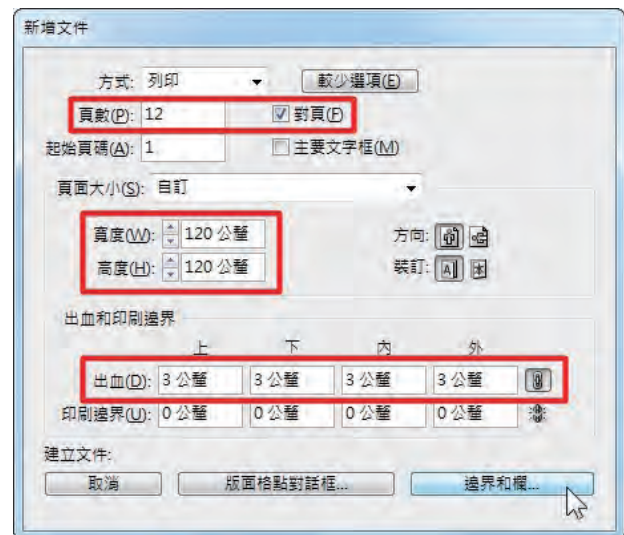 新增文件
方式: 列印 較少選項(E)
頁數(P): 12 對頁(F)
起始頁碼(A): 1 主要文字框(M)
頁面大小(S): 自訂
寬度(W): 120 公釐 方向:
高度(H): 120 公釐 裝訂:
出血和印刷邊界
上 下 內 外
出血(D): 3 公釐 3 公釐 3 公釐 3 公釐
印刷邊界(U): 0 公釐 0 公釐 0 公釐 0 公釐
建立文件:
取消 版面格點對話框... 邊界和欄...